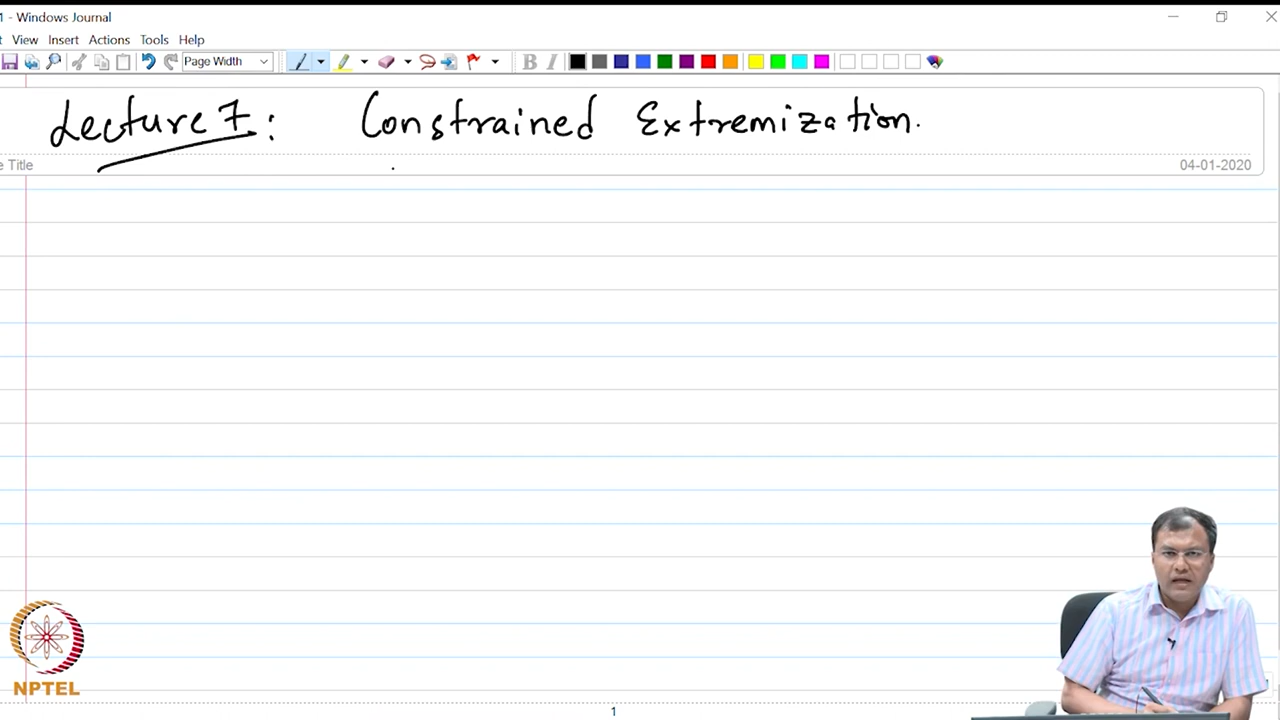 1 - Windows Journal
t View Insert Actions Tools Help
Page Width
B I
Lecture 7: Constrained Extremization.
e Title
04-01-2020
NPTEL
1